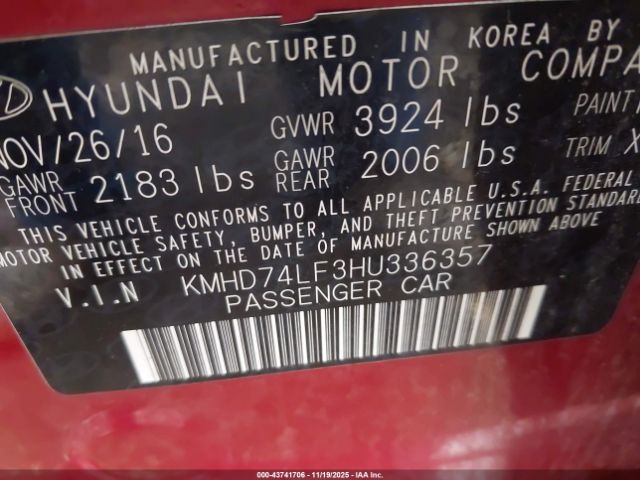 MANUFACTURED IN KOREA BY
HYUNDAI MOTOR COMPA
NOV/26/16 GVWR 3924 lbs PAINT
GAWR FRONT 2183 lbs GAWR REAR 2006 lbs TRIM X
THIS VEHICLE CONFORMS TO ALL APPLICABLE U.S.A. FEDERAL
MOTOR VEHICLE SAFETY, BUMPER, AND THEFT PREVENTION STANDARD
IN EFFECT ON THE DATE OF MANUFACTURE SHOWN ABOVE
V.I.N KMHD74LF3HU336357
PASSENGER CAR
000-43741706 | 11/19/2025 | IAA Inc.